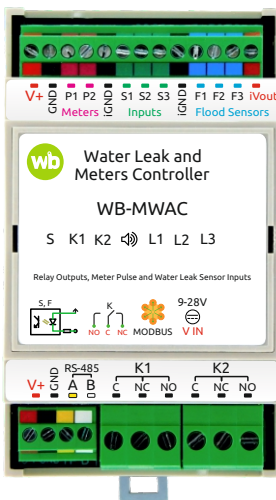 V+ GND P1 P2 iGND S1 S2 S3 iGND F1 F2 F3 iVout
Meters Inputs Flood Sensors
wb
Water Leak and
Meters Controller
WB-MWAC
S K1 K2 L1 L2 L3
Relay Outputs, Meter Pulse and Water Leak Sensor Inputs
S, F K 9-28V
NO C NC MODBUS V IN
RS-485 K1 K2
V+ GND A B C NC NO C NC NO